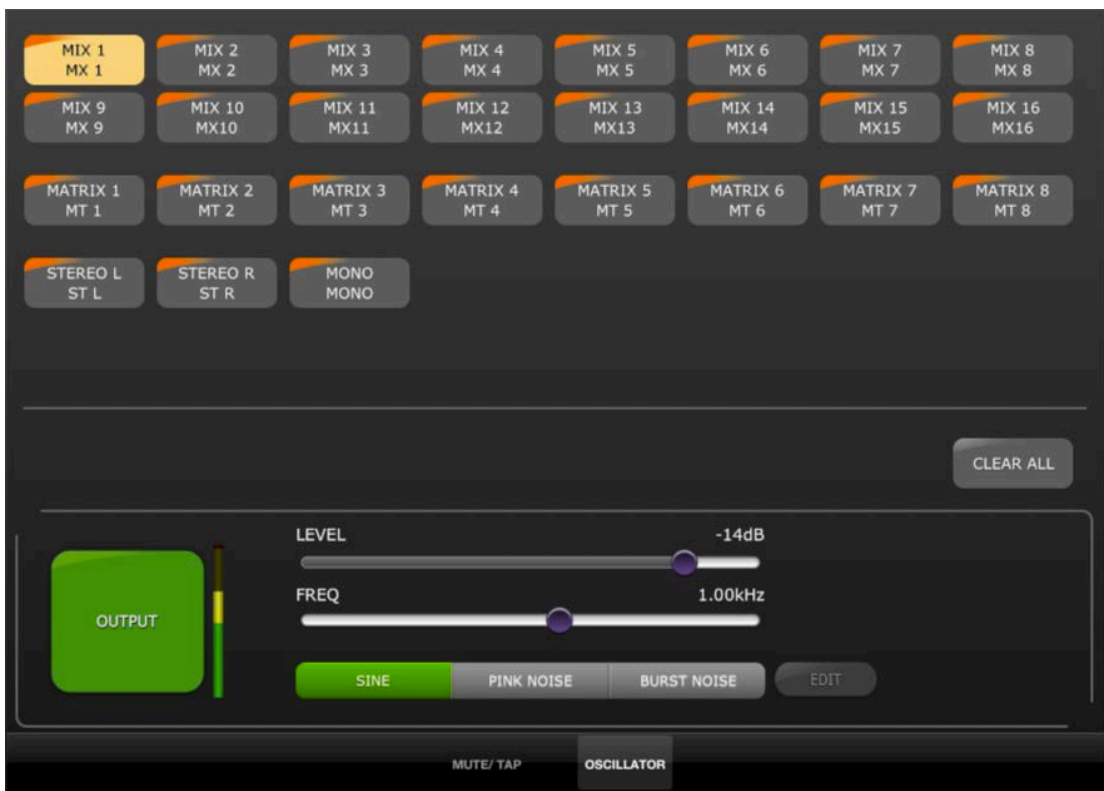 MIX 1 MIX 2 MIX 3 MIX 4 MIX 5 MIX 6 MIX 7 MIX 8
MX 1 MX 2 MX 3 MX 4 MX 5 MX 6 MX 7 MX 8
MIX 9 MIX 10 MIX 11 MIX 12 MIX 13 MIX 14 MIX 15 MIX 16
MX 9 MX10 MX11 MX12 MX13 MX14 MX15 MX16
MATRIX 1 MATRIX 2 MATRIX 3 MATRIX 4 MATRIX 5 MATRIX 6 MATRIX 7 MATRIX 8
MT 1 MT 2 MT 3 MT 4 MT 5 MT 6 MT 7 MT 8
STEREO L STEREO R MONO
ST L ST R MONO
CLEAR ALL
LEVEL -14dB
FREQ 1.00kHz
OUTPUT
SINE PINK NOISE BURST NOISE EDIT
MUTE/ TAP OSCILLATOR